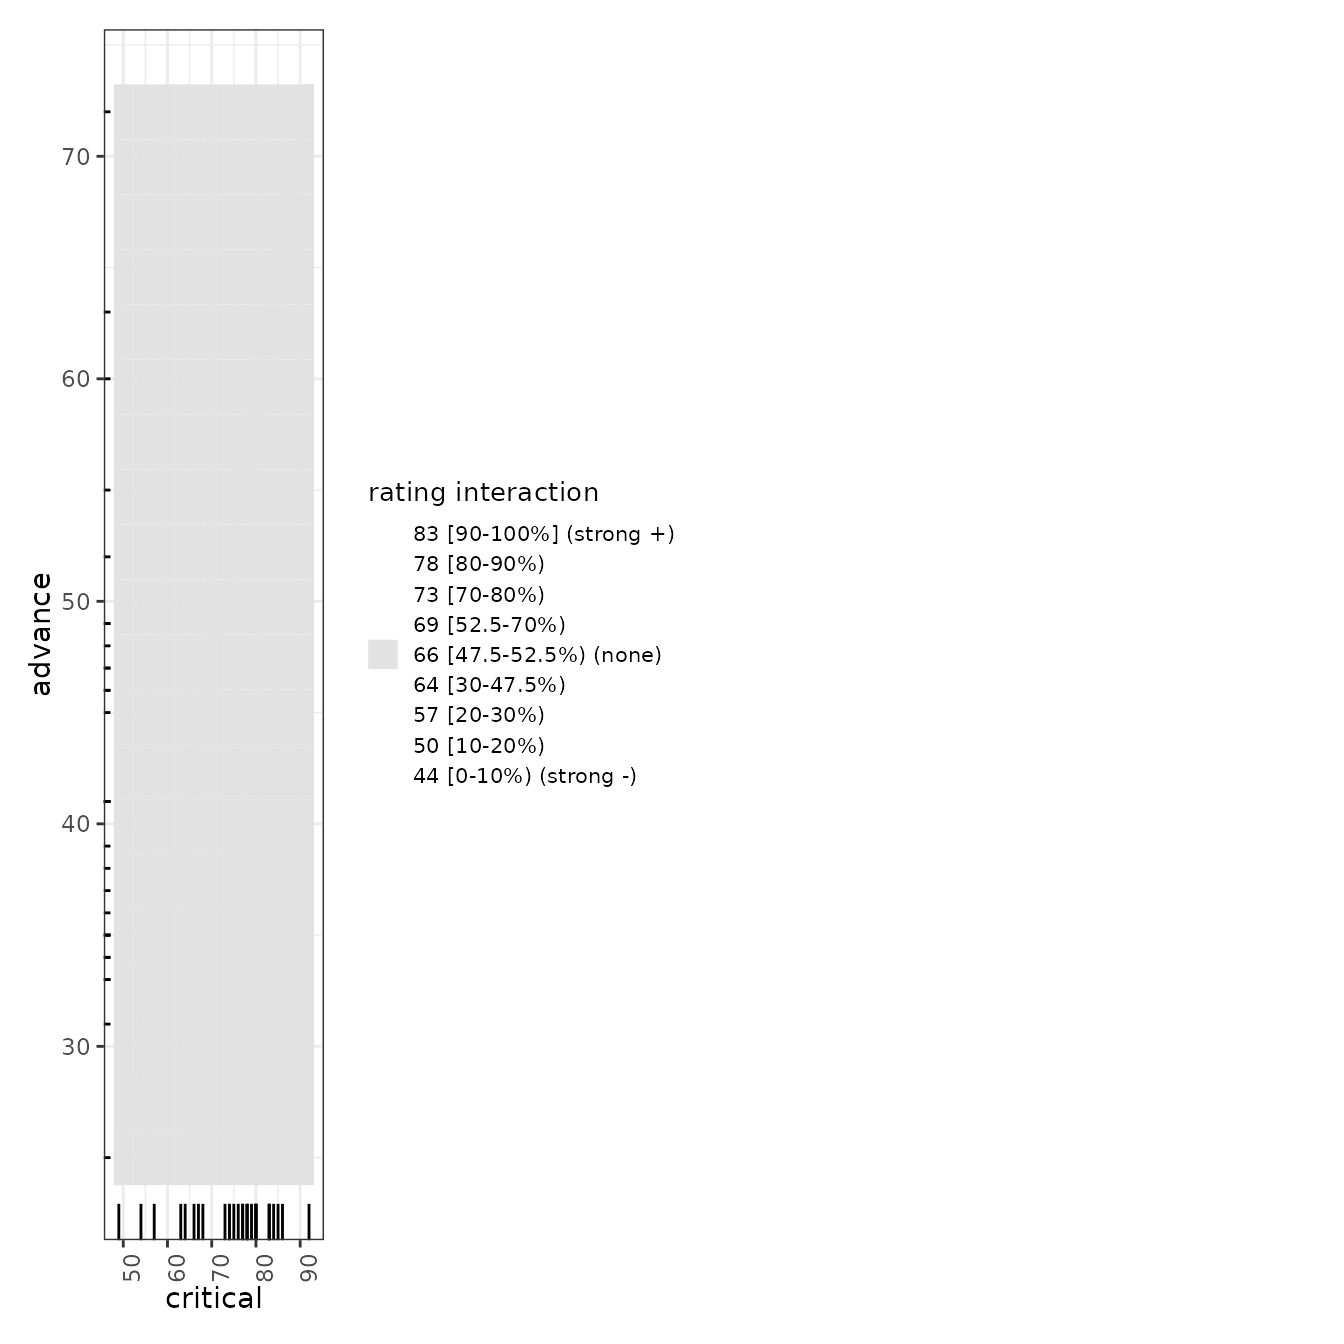 70
60
50
40
30
advance
50
60
70
80
90
critical
rating interaction
83 [90-100%] (strong +)
78 [80-90%)
73 [70-80%)
69 [52.5-70%)
66 [47.5-52.5%) (none)
64 [30-47.5%)
57 [20-30%)
50 [10-20%)
44 [0-10%) (strong -)